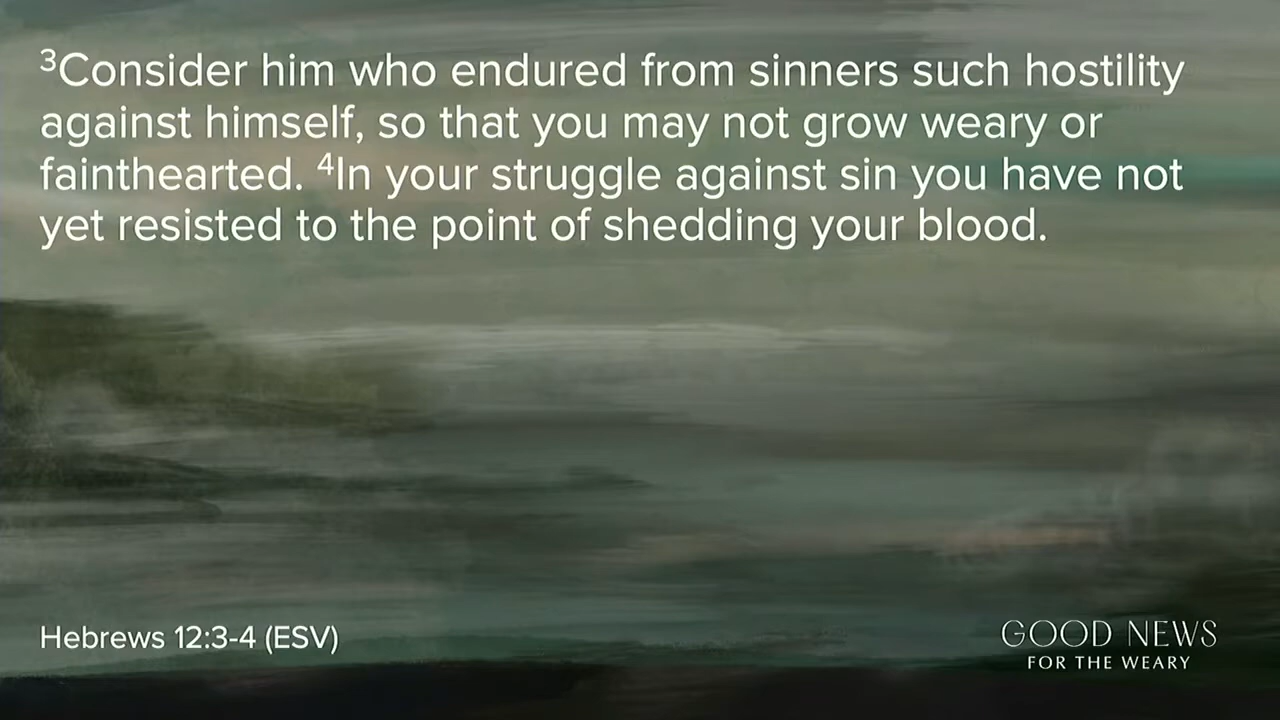 ³Consider him who endured from sinners such hostility
against himself, so that you may not grow weary or
fainthearted. ⁴In your struggle against sin you have not
yet resisted to the point of shedding your blood.
Hebrews 12:3-4 (ESV)
GOOD NEWS
FOR THE WEARY